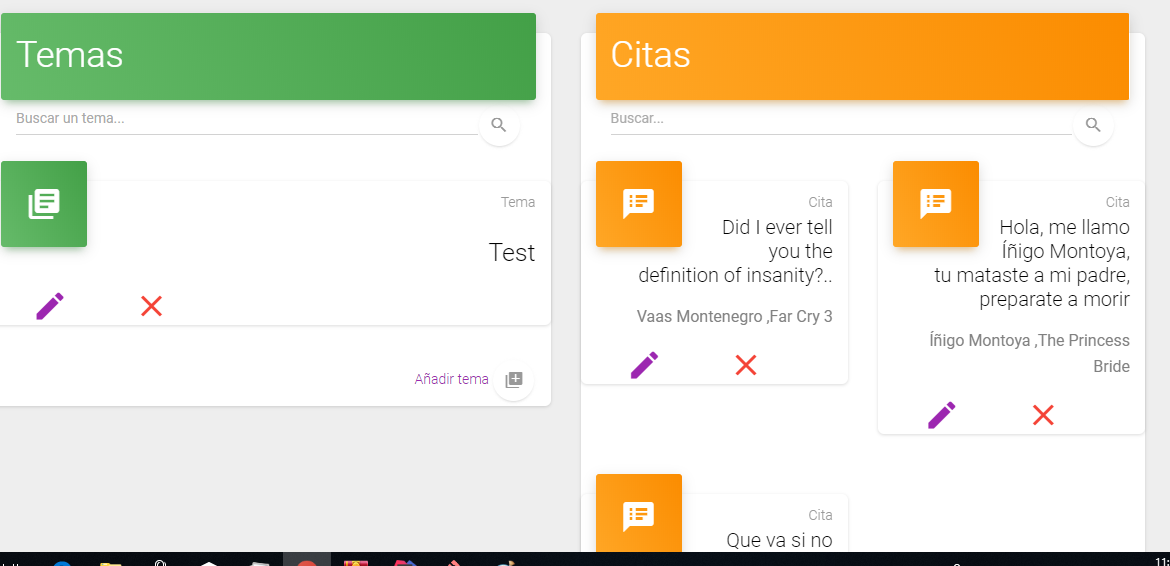 Temas
Buscar un tema...
Tema
Test
Añadir tema
Citas
Buscar...
Cita
Did I ever tell
you the
definition of insanity?..
Vaas Montenegro ,Far Cry 3
Cita
Hola, me llamo
Íñigo Montoya,
tu mataste a mi padre,
preparate a morir
Íñigo Montoya ,The Princess
Bride
Cita
Que va si no